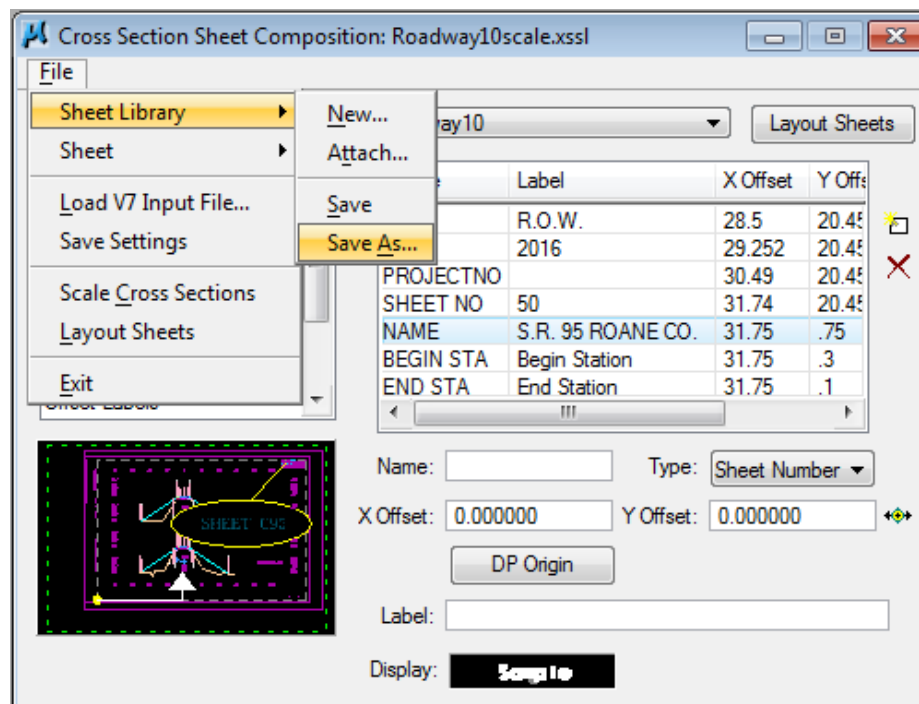 Cross Section Sheet Composition: Roadway10scale.xssl
File
Sheet Library
Sheet
Load V7 Input File...
Save Settings
Scale Cross Sections
Layout Sheets
Exit
New...
Attach...
Save
Save As...
way10
Layout Sheets
Label X Offset Y Offs
R.O.W. 28.5 20.45
2016 29.252 20.45
PROJECTNO 30.49 20.45
SHEET NO 50 31.74 20.45
NAME S.R. 95 ROANE CO. 31.75 .75
BEGIN STA Begin Station 31.75 .3
END STA End Station 31.75 .1
SHEET C93
Name:
Type: Sheet Number
X Offset: 0.000000
Y Offset: 0.000000
DP Origin
Label:
Display: